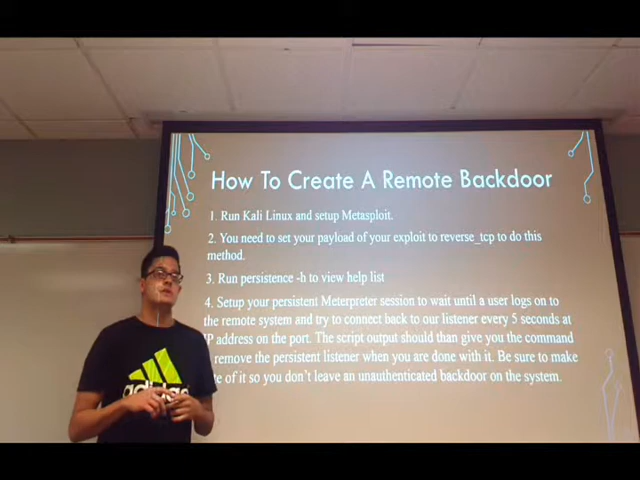 How To Create A Remote Backdoor
1. Run Kali Linux and setup Metasploit.
2. You need to set your payload of your exploit to reverse_tcp to do this
method.
3. Run persistence -h to view help list
4. Setup your persistent Meterpreter session to wait until a user logs on to
the remote system and try to connect back to our listener every 5 seconds at
IP address on the port. The script output should than give you the command
remove the persistent listener when you are done with it. Be sure to make
of it so you don't leave an unauthenticated backdoor on the system.
adidas